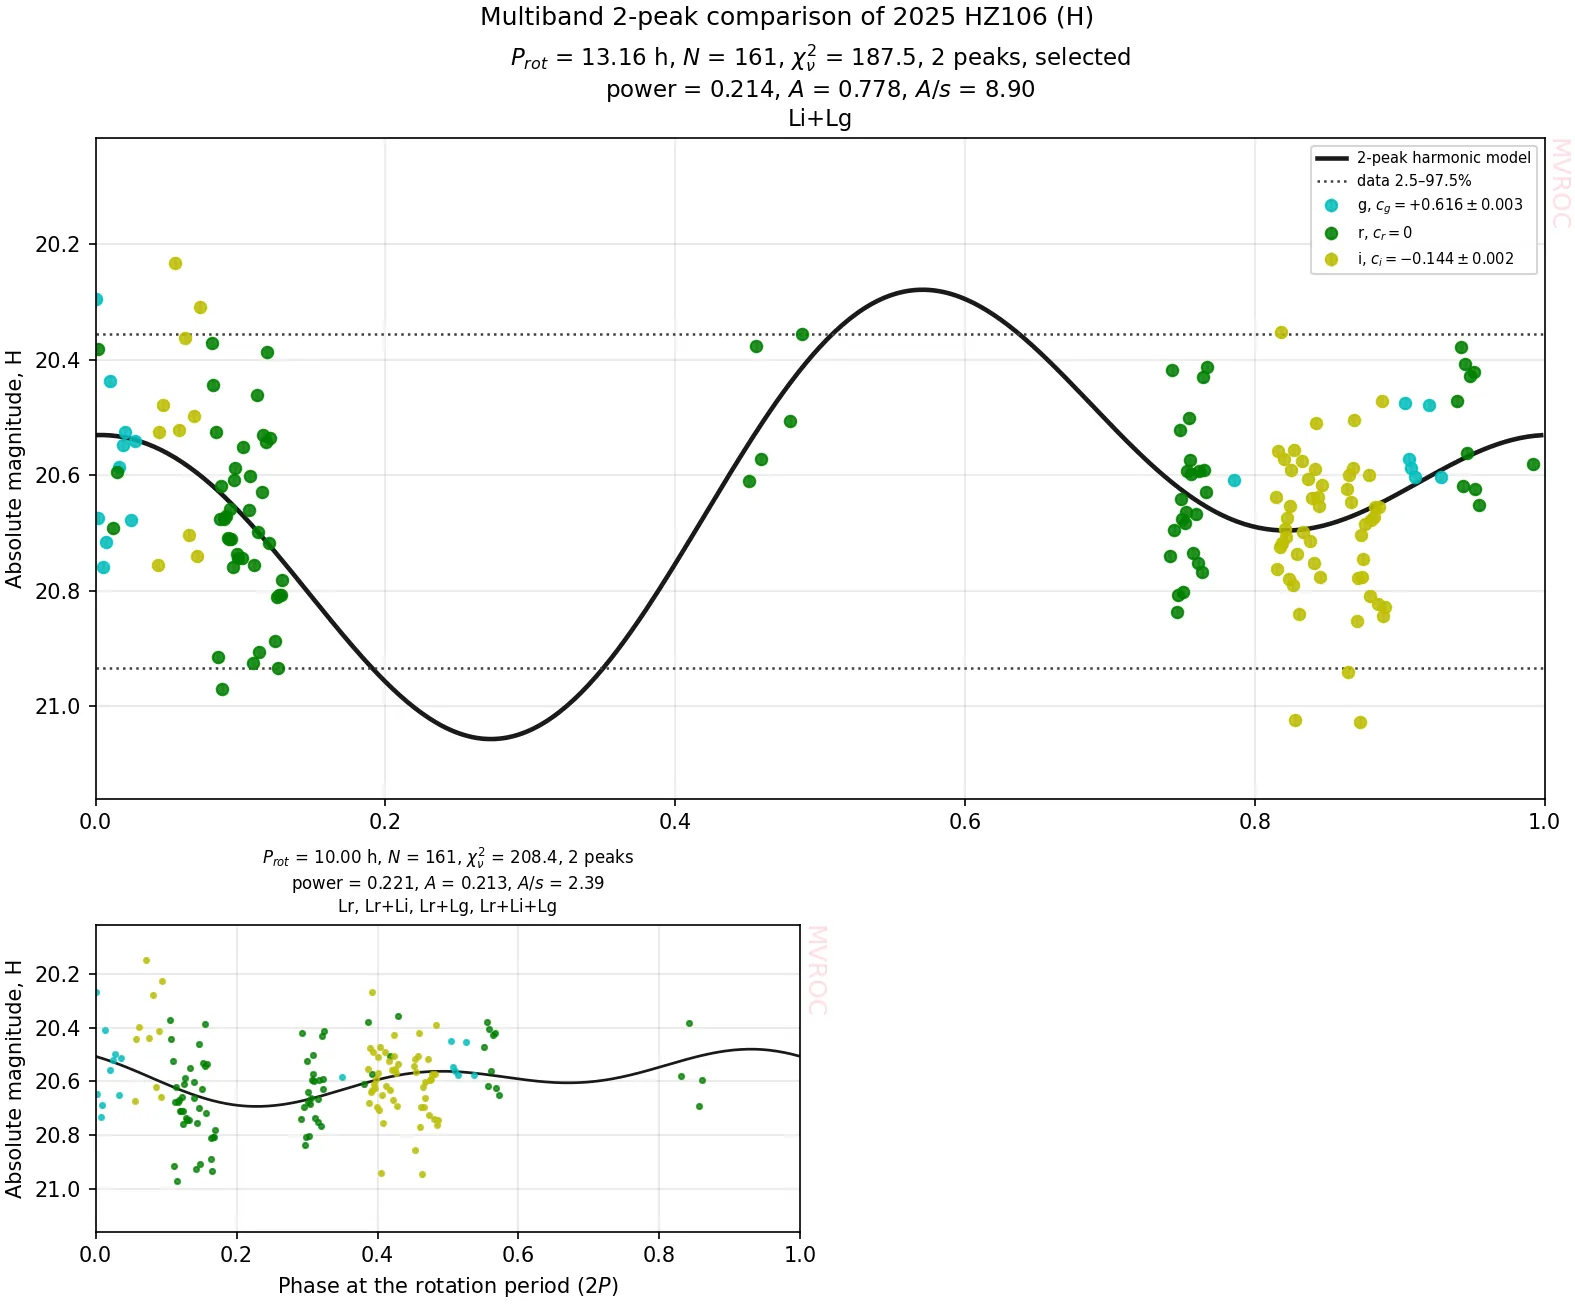 Multiband 2-peak comparison of 2025 HZ106 (H)
P_rot = 13.16 h, N = 161, χ²_ν = 187.5, 2 peaks, selected
power = 0.214, A = 0.778, A/s = 8.90
Li+Lg
MVROC
2-peak harmonic model
data 2.5–97.5%
g, c_g = +0.616 ± 0.003
r, c_r = 0
i, c_i = −0.144 ± 0.002
Absolute magnitude, H
20.2
20.4
20.6
20.8
21.0
0.0 0.2 0.4 0.6 0.8 1.0
P_rot = 10.00 h, N = 161, χ²_ν = 208.4, 2 peaks
power = 0.221, A = 0.213, A/s = 2.39
Lr, Lr+Li, Lr+Lg, Lr+Li+Lg
MVROC
Absolute magnitude, H
20.2
20.4
20.6
20.8
21.0
0.0 0.2 0.4 0.6 0.8 1.0
Phase at the rotation period (2P)